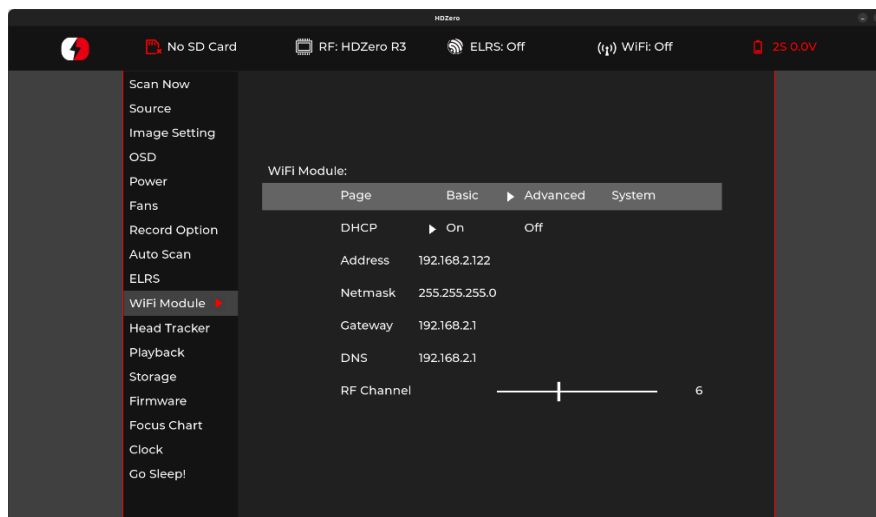 HDZero
No SD Card RF: HDZero R3 ELRS: Off WiFi: Off 2S 0.0V
Scan Now
Source
Image Setting
OSD
Power
Fans
Record Option
Auto Scan
ELRS
WiFi Module
Head Tracker
Playback
Storage
Firmware
Focus Chart
Clock
Go Sleep!
WiFi Module:
Page Basic Advanced System
DHCP On Off
Address 192.168.2.122
Netmask 255.255.255.0
Gateway 192.168.2.1
DNS 192.168.2.1
RF Channel 6